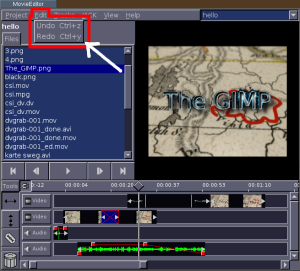 MovieEditor
Project Edit Tracks View Help
hello
hello
Undo Ctrl+z
Redo Ctrl+y
Files
3.png
4.png
The_GIMP.png
black.png
csi.mov
csi.mpg
csi_dv.dv
csi_dv.mov
dvgrab-001.mov
dvgrab-001_done.avi
dvgrab-001_done.mov
dvgrab-001_ed.mov
karte sweg.avi
The GIMP
Tools
0:-12 00:00:04 00:00:20 00:00:37 00:00:53 00:01:10
Video
Video
Audio
Audio